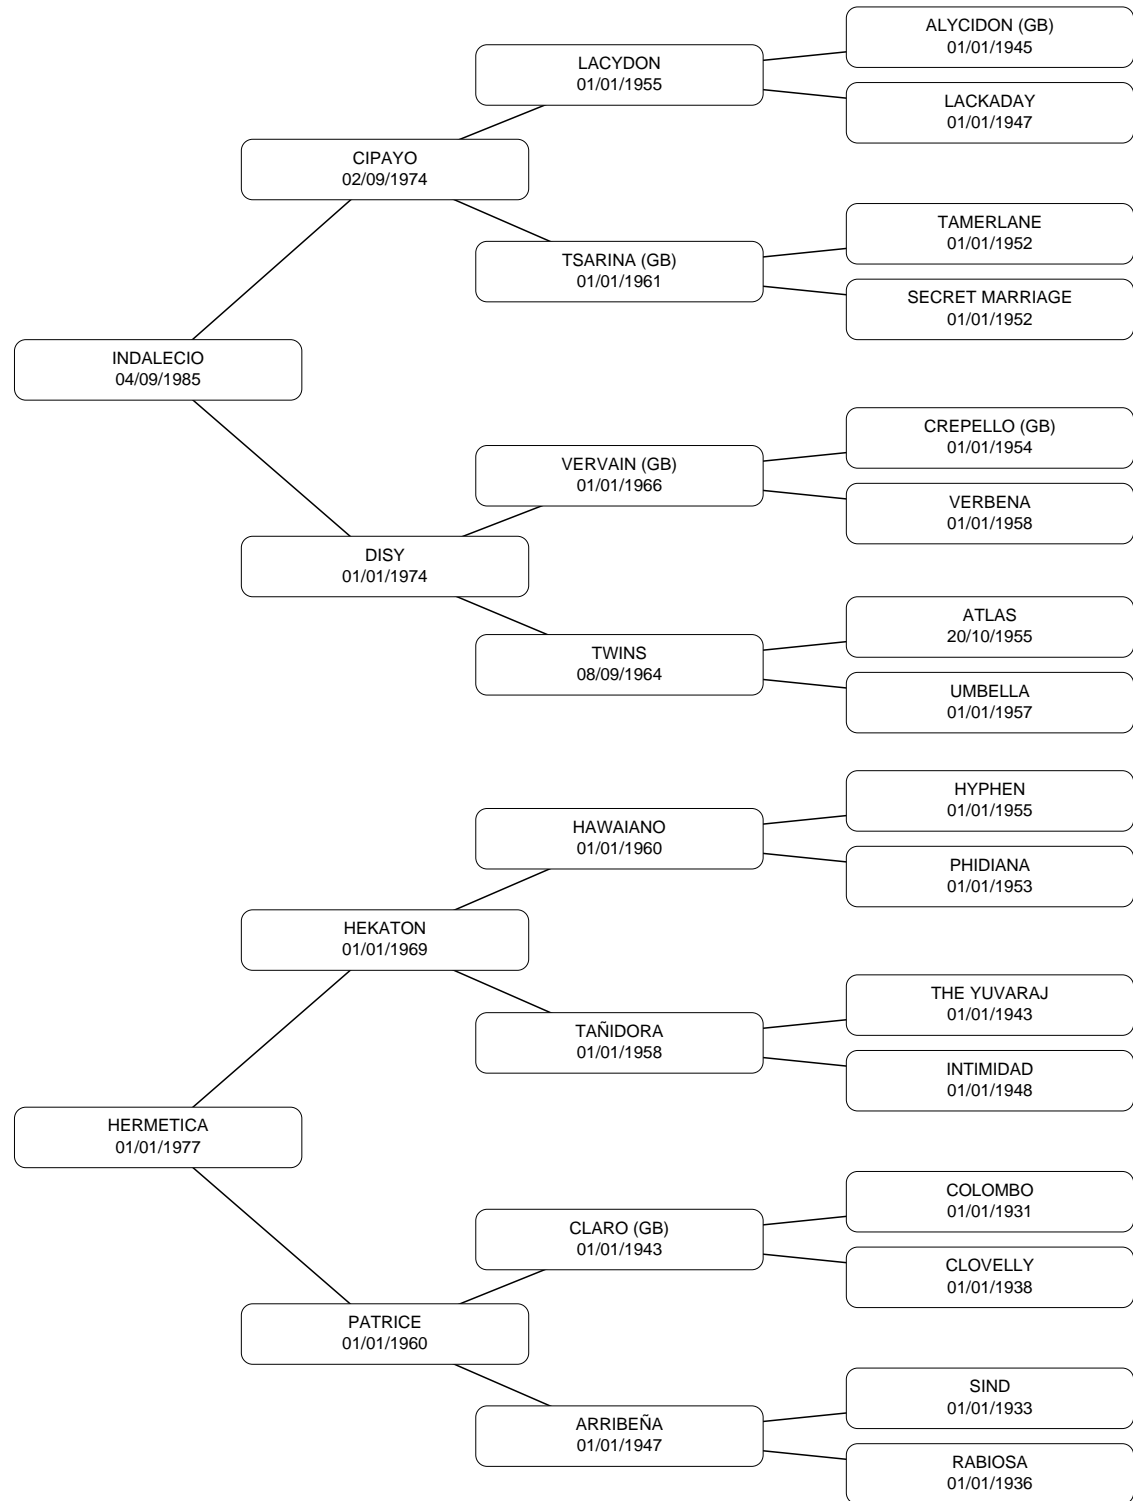 ALYCIDON (GB)
01/01/1945
LACYDON
01/01/1955
LACKADAY
01/01/1947
CIPAYO
02/09/1974
TAMERLANE
01/01/1952
TSARINA (GB)
01/01/1961
SECRET MARRIAGE
01/01/1952
INDALECIO
04/09/1985
CREPELLO (GB)
01/01/1954
VERVAIN (GB)
01/01/1966
VERBENA
01/01/1958
DISY
01/01/1974
ATLAS
20/10/1955
TWINS
08/09/1964
UMBELLA
01/01/1957
HYPHEN
01/01/1955
HAWAIANO
01/01/1960
PHIDIANA
01/01/1953
HEKATON
01/01/1969
THE YUVARAJ
01/01/1943
TAÑIDORA
01/01/1958
INTIMIDAD
01/01/1948
HERMETICA
01/01/1977
COLOMBO
01/01/1931
CLARO (GB)
01/01/1943
CLOVELLY
01/01/1938
PATRICE
01/01/1960
SIND
01/01/1933
ARRIBEÑA
01/01/1947
RABIOSA
01/01/1936